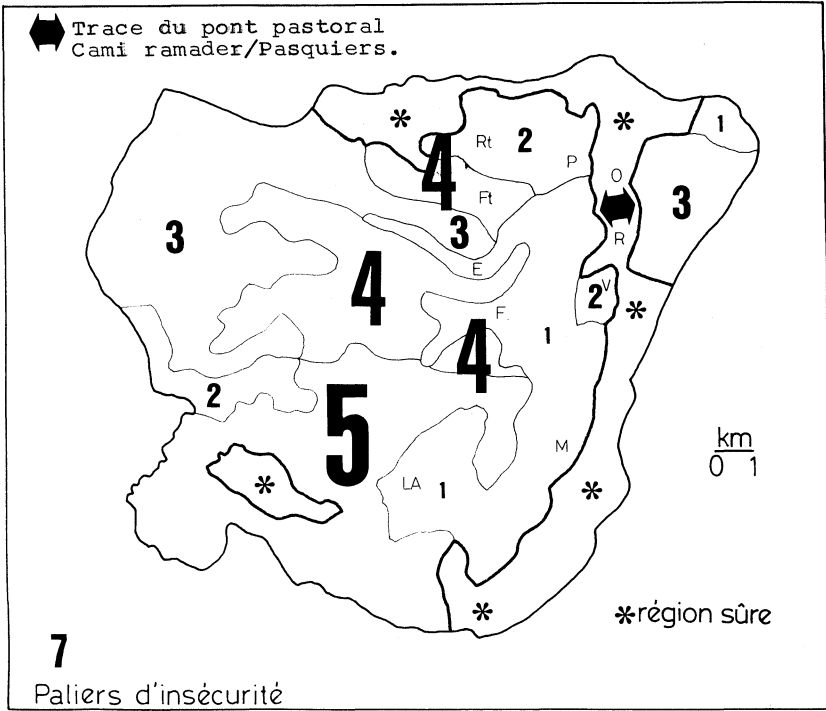 Trace du pont pastoral
Cami ramader/Pasquiers.
*
*
1
Rt
2
P
4
O
Ft
3
3
R
3
E
4
2
V
*
F.
4
1
2
5
M
km
0 1
*
LA
1
*
*
*région sûre
7
Paliers d'insécurité